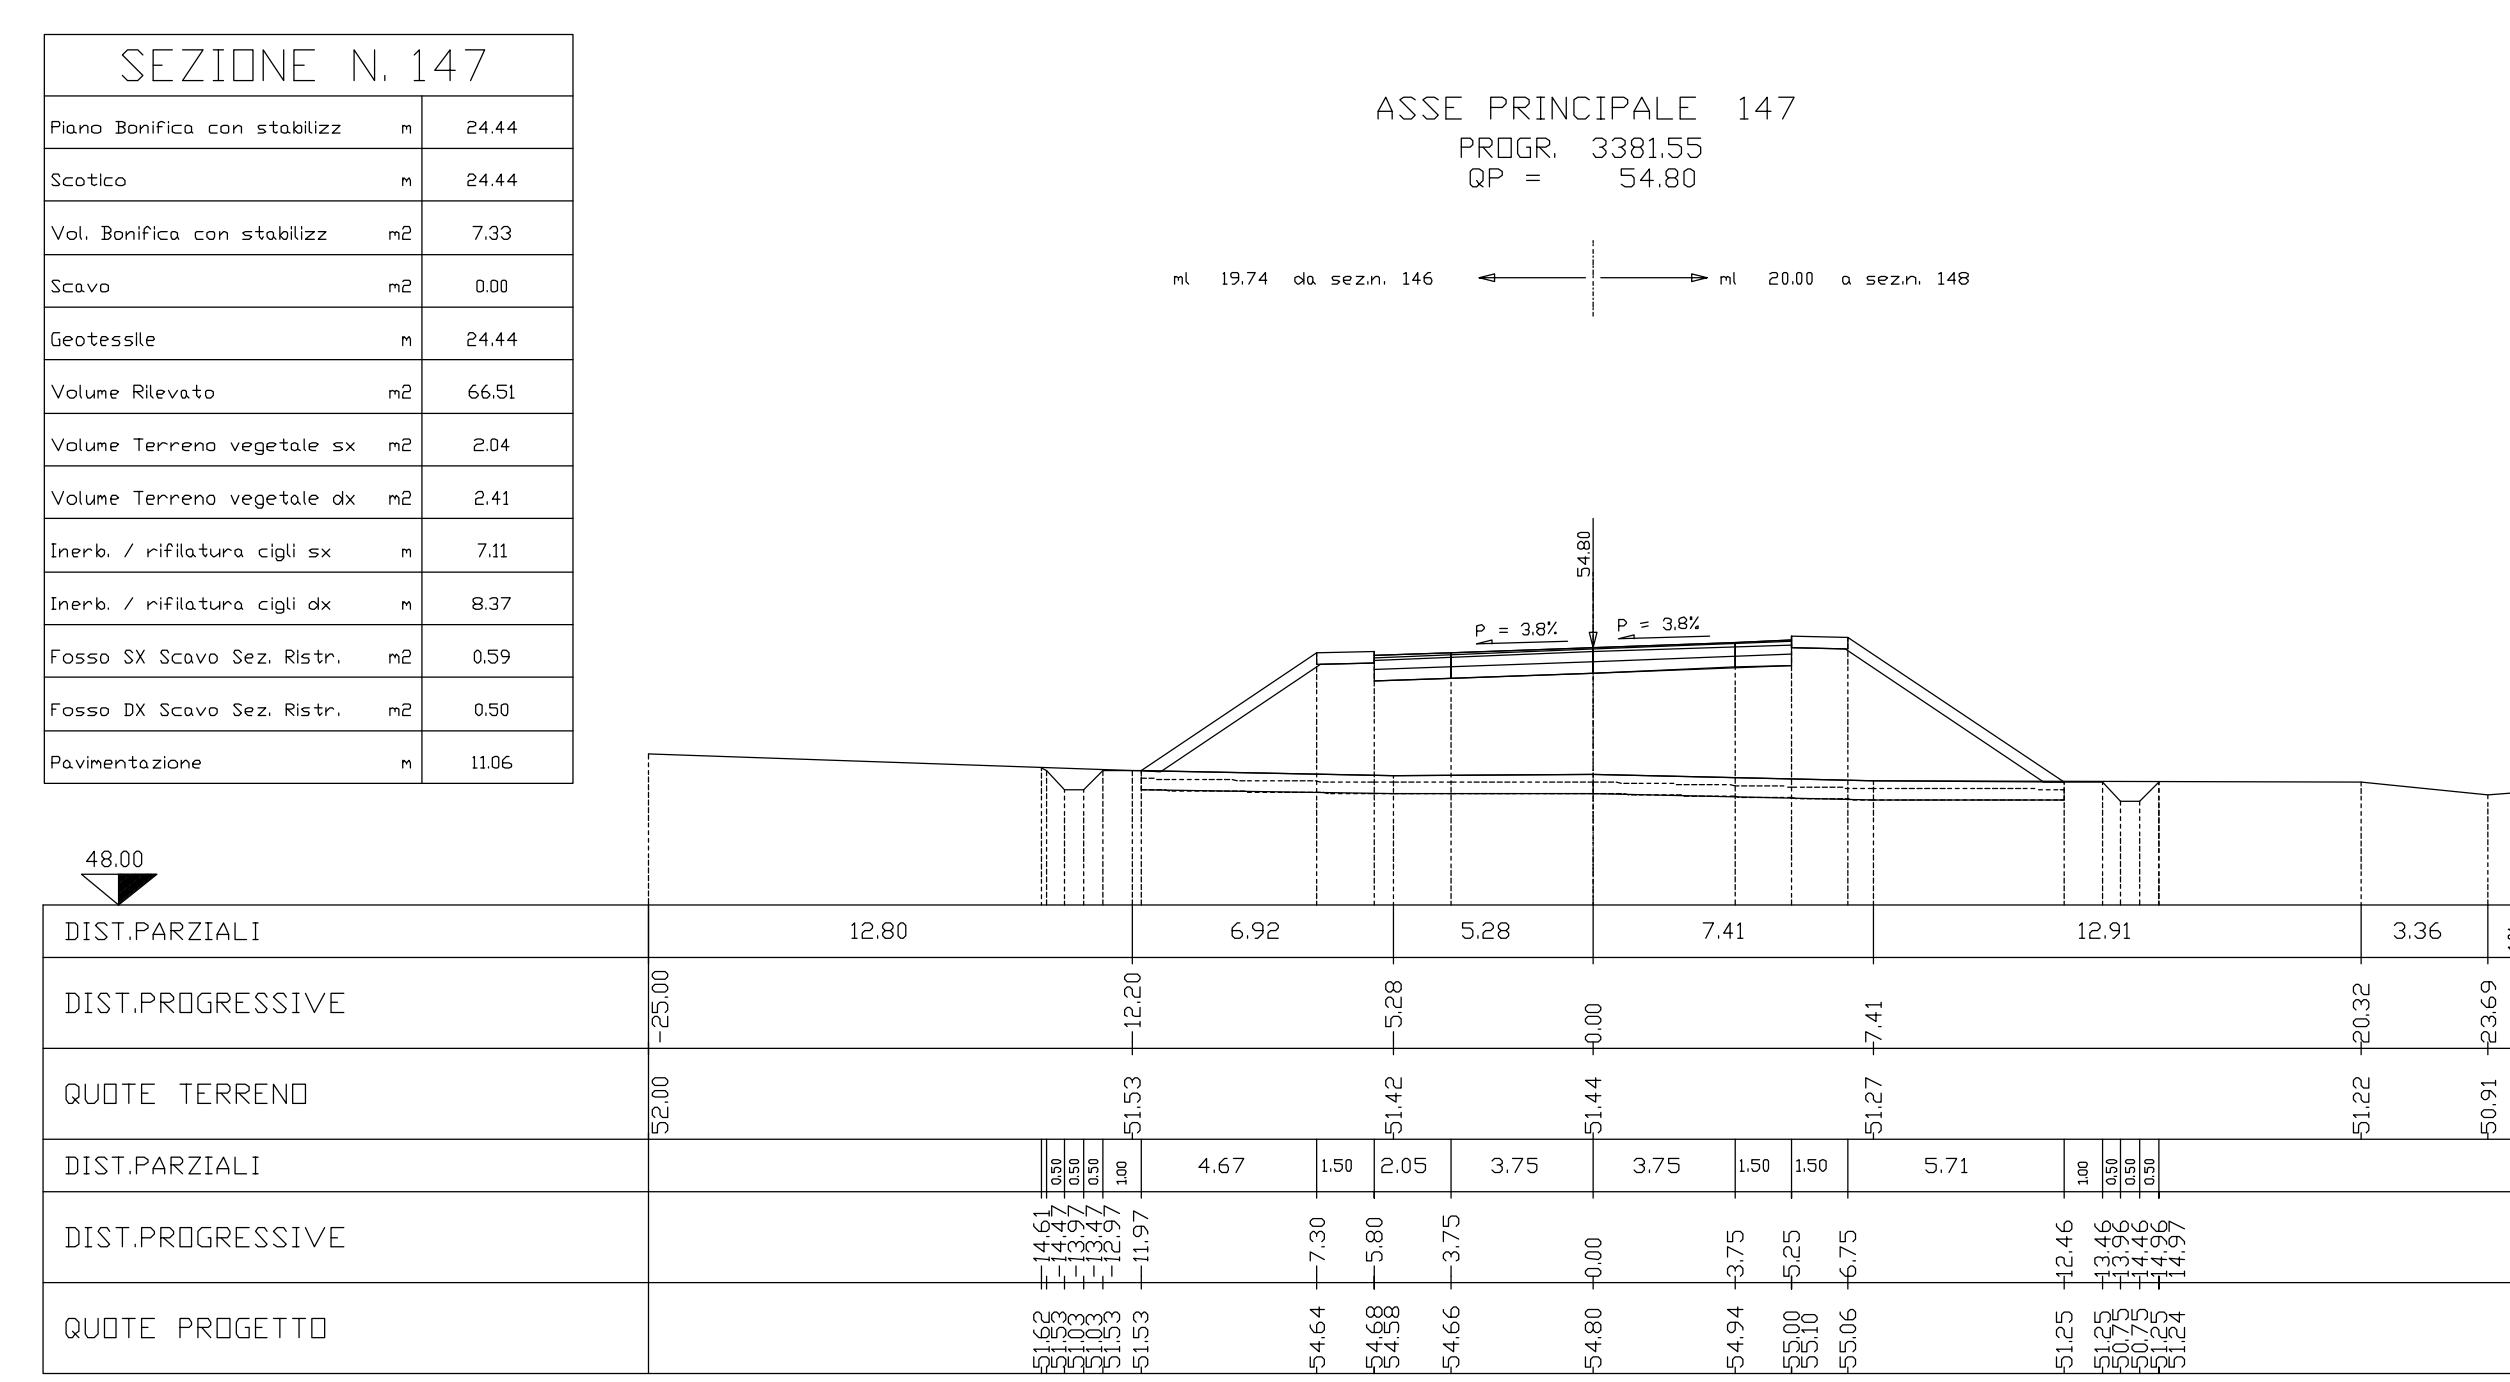 SEZIONE N. 147
Piano Bonifica con stabilizz m 24.44
Scotico m 24.44
Vol. Bonifica con stabilizz m2 7.33
Scavo m2 0.00
Geotessile m 24.44
Volume Rilevato m2 66.51
Volume Terreno vegetale sx m2 2.04
Volume Terreno vegetale dx m2 2.41
Inerb. / rifilatura cigli sx m 7.11
Inerb. / rifilatura cigli dx m 8.37
Fosso SX Scavo Sez. Ristr. m2 0.59
Fosso DX Scavo Sez. Ristr. m2 0.50
Pavimentazione m 11.06
ASSE PRINCIPALE 147
PROGR. 3381.55
QP = 54.80
ml 19.74 da sez.n. 146 ml 20.00 a sez.n. 148
54.80
P = 3.8% P = 3.8%
48.00
DIST.PARZIALI 12.80 6.92 5.28 7.41 12.91 3.36
DIST.PROGRESSIVE -25.00 -12.20 -5.28 0.00 7.41 20.32 23.69
QUOTE TERRENO 52.00 51.53 51.42 51.44 51.27 51.22 50.91
DIST.PARZIALI 0.50 0.50 0.50 1.00 4.67 1.50 2.05 3.75 3.75 1.50 1.50 5.71 1.00 0.50 0.50 0.50
DIST.PROGRESSIVE -14.61 -14.47 -13.97 -13.47 -12.97 -11.97 -7.30 -5.80 -3.75 0.00 3.75 5.25 6.75 12.46 13.46 13.96 14.46 14.96 14.97
QUOTE PROGETTO 51.62 51.53 51.03 51.03 51.53 51.53 54.64 54.68 54.58 54.66 54.80 54.94 55.00 55.10 55.06 51.25 51.25 50.75 50.75 51.25 51.24